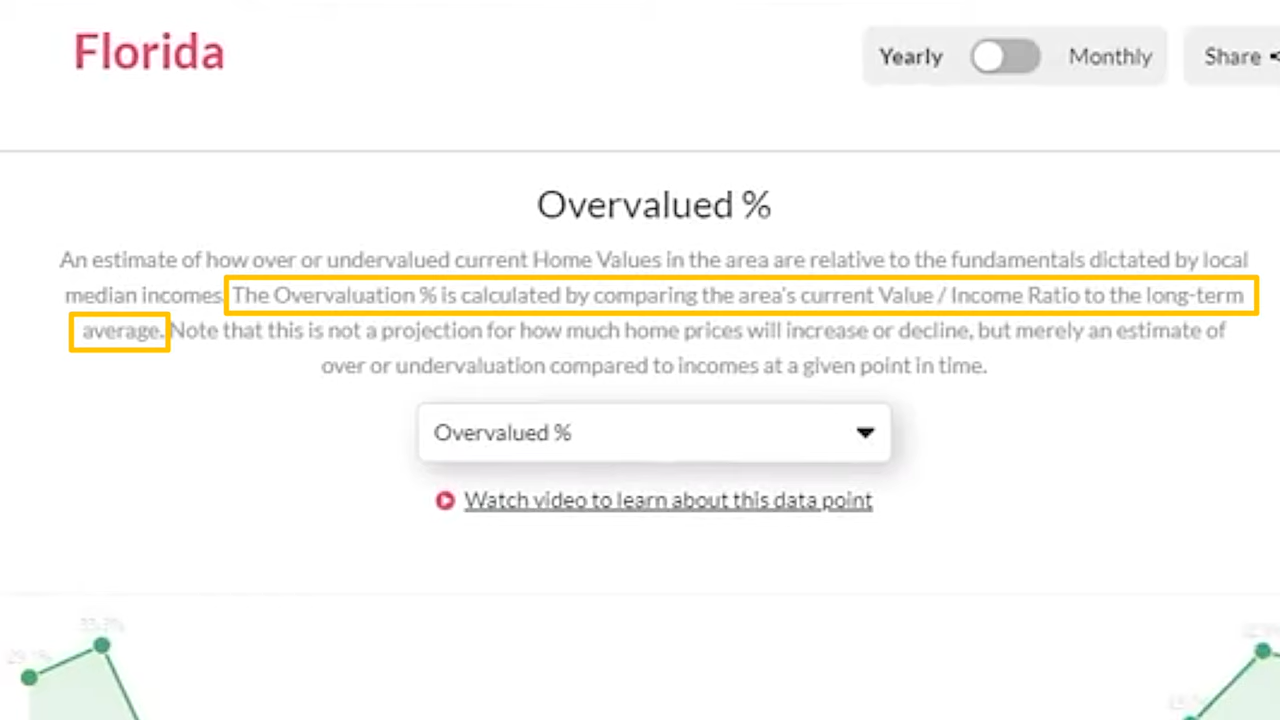 Florida
Yearly Monthly Share
Overvalued %
An estimate of how over or undervalued current Home Values in the area are relative to the fundamentals dictated by local
median incomes. The Overvaluation % is calculated by comparing the area's current Value / Income Ratio to the long-term
average. Note that this is not a projection for how much home prices will increase or decline, but merely an estimate of
over or undervaluation compared to incomes at a given point in time.
Overvalued %
Watch video to learn about this data point